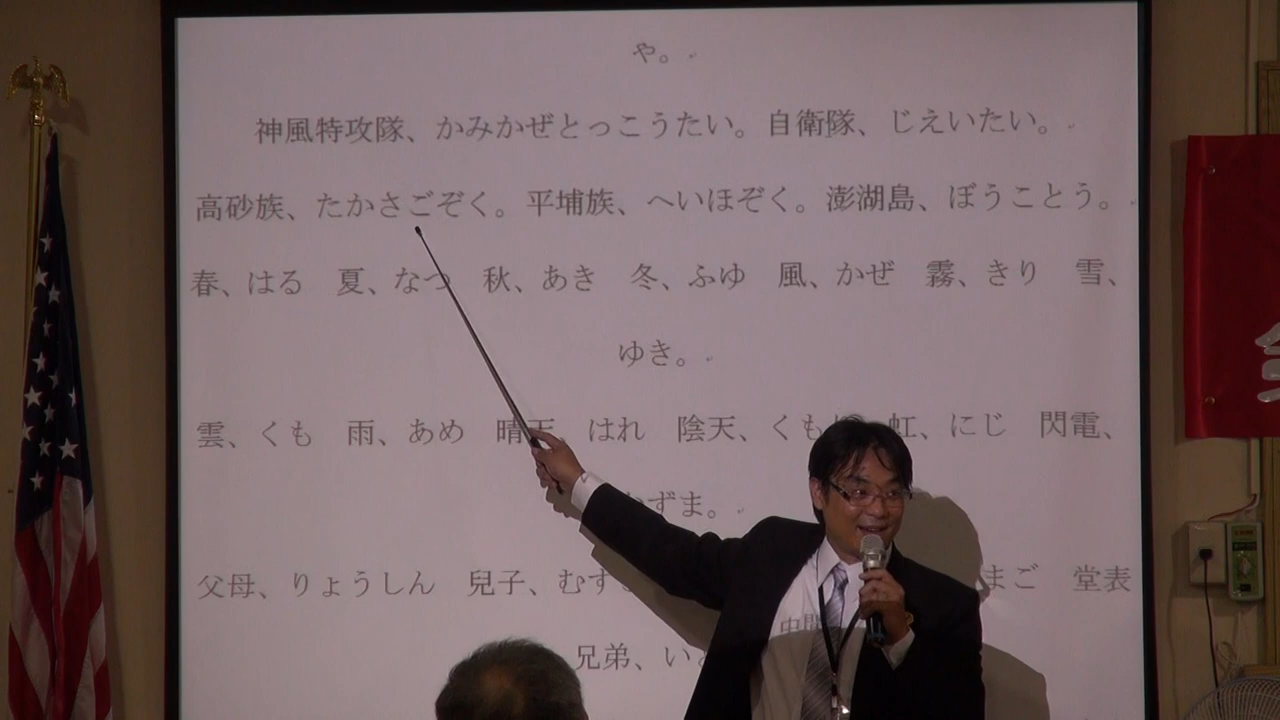 や。
神風特攻隊、かみかぜとっこうたい。自衛隊、じえいたい。
高砂族、たかさごぞく。平埔族、へいほぞく。澎湖島、ぼうことう。
春、はる　夏、なつ　秋、あき　冬、ふゆ　風、かぜ　霧、きり　雪、
ゆき。
雲、くも　雨、あめ　晴天　はれ　陰天、くも　虹、にじ　閃電、
ずま。
父母、りょうしん　兒子、むす　まご　堂表
兄弟、い